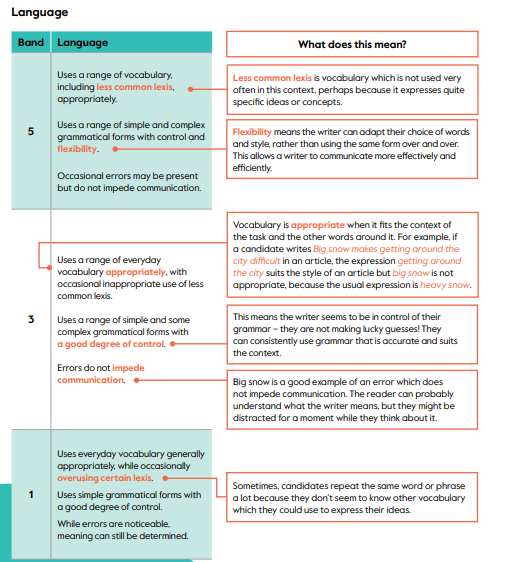 Language
Band
Language
What does this mean?
5
Uses a range of vocabulary,
including less common lexis,
appropriately.
Less common lexis is vocabulary which is not used very
often in this context, perhaps because it expresses quite
specific ideas or concepts.
Uses a range of simple and complex
grammatical forms with control and
flexibility.
Flexibility means the writer can adapt their choice of words
and style, rather than using the same form over and over.
This allows a writer to communicate more effectively and
efficiently.
Occasional errors may be present
but do not impede communication.
3
Uses a range of everyday
vocabulary appropriately, with
occasional inappropriate use of less
common lexis.
Vocabulary is appropriate when it fits the context of
the task and the other words around it. For example, if
a candidate writes Big snow makes getting around the
city difficult in an article, the expression getting around
the city suits the style of an article but big snow is not
appropriate, because the usual expression is heavy snow.
Uses a range of simple and some
complex grammatical forms with
a good degree of control.
This means the writer seems to be in control of their
grammar – they are not making lucky guesses! They
can consistently use grammar that is accurate and suits
the context.
Errors do not impede
communication.
Big snow is a good example of an error which does
not impede communication. The reader can probably
understand what the writer means, but they might be
distracted for a moment while they think about it.
1
Uses everyday vocabulary generally
appropriately, while occasionally
overusing certain lexis.
Sometimes, candidates repeat the same word or phrase
a lot because they don't seem to know other vocabulary
which they could use to express their ideas.
Uses simple grammatical forms with
a good degree of control.
While errors are noticeable,
meaning can still be determined.